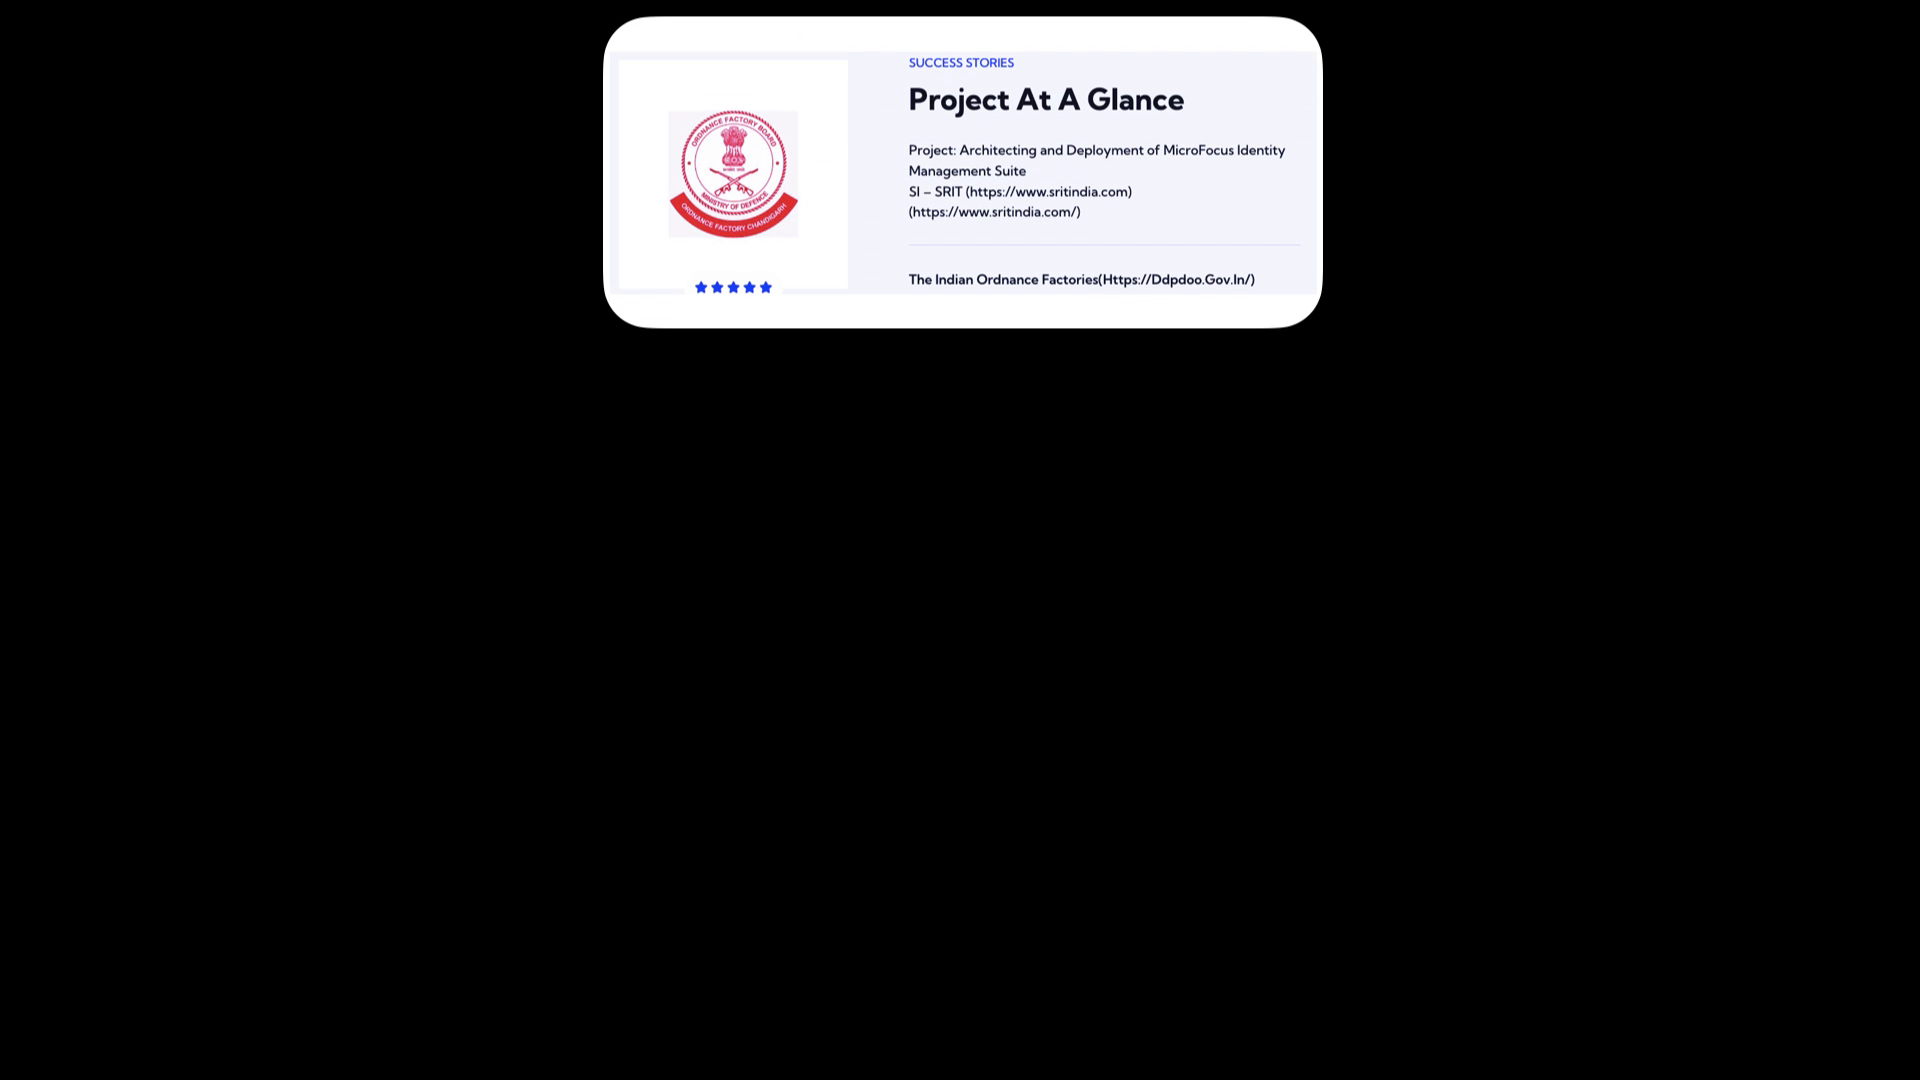 ORDNANCE FACTORY BOARD
MINISTRY OF DEFENCE
ORDNANCE FACTORY CHANDIGARH
SUCCESS STORIES
Project At A Glance
Project: Architecting and Deployment of MicroFocus Identity
Management Suite
SI – SRIT (https://www.sritindia.com)
(https://www.sritindia.com/)
The Indian Ordnance Factories(Https://Ddpdoo.Gov.In/)